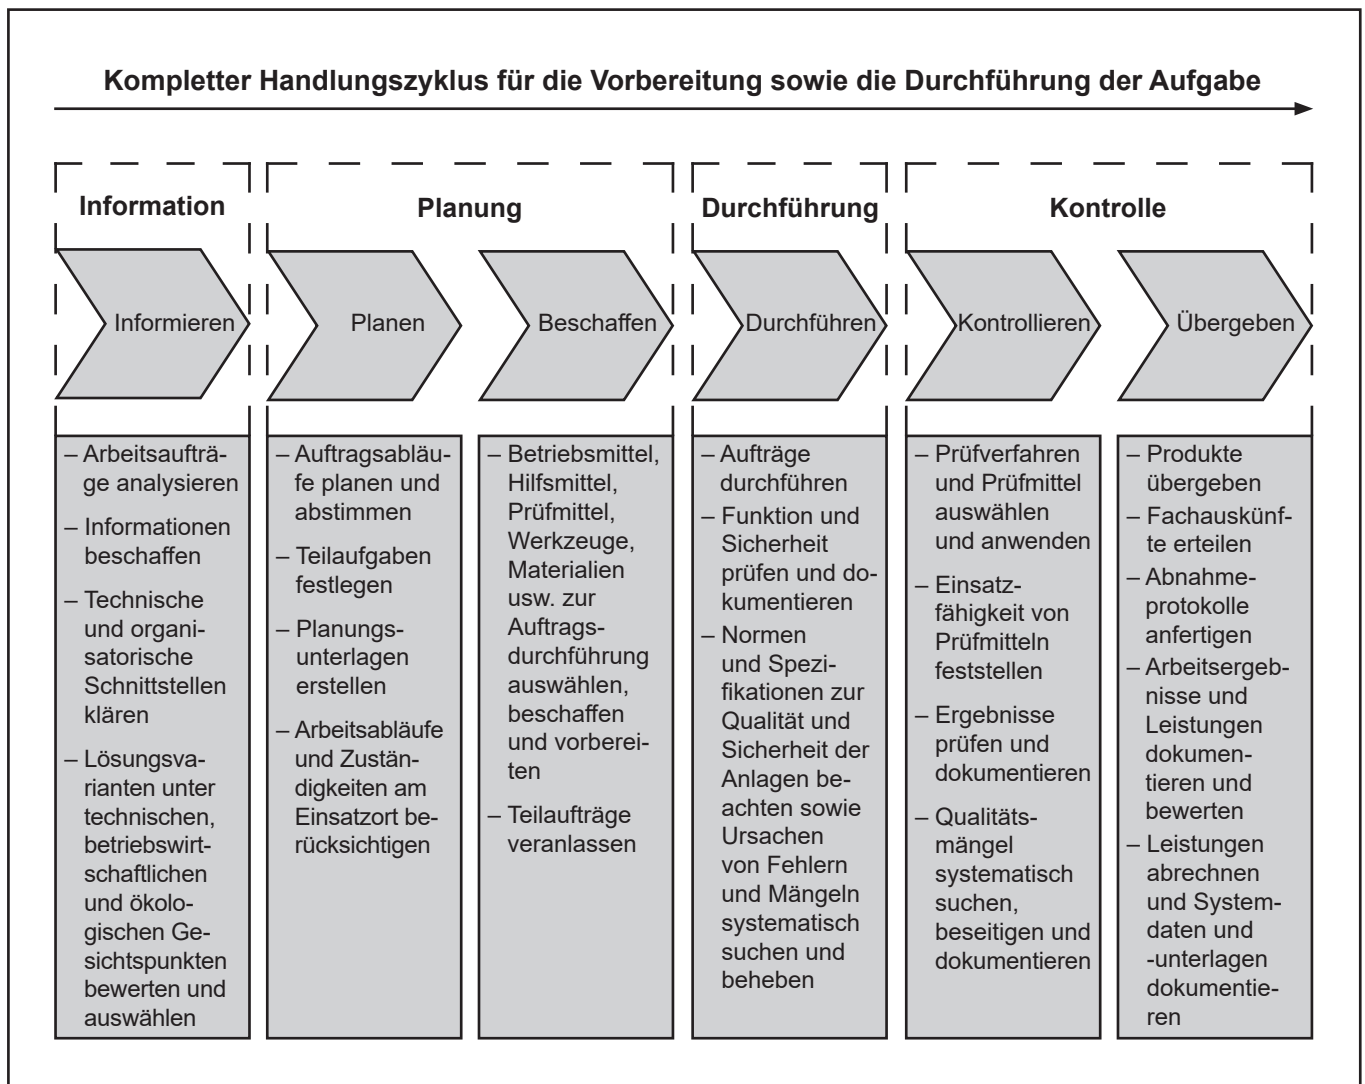 Kompletter Handlungszyklus für die Vorbereitung sowie die Durchführung der Aufgabe
Information
Planung
Durchführung
Kontrolle
Informieren
Planen
Beschaffen
Durchführen
Kontrollieren
Übergeben
– Arbeitsaufträ-
ge analysieren
– Informationen
beschaffen
– Technische
und organi-
satorische
Schnittstellen
klären
– Lösungsva-
rianten unter
technischen,
betriebswirt-
schaftlichen
und ökolo-
gischen Ge-
sichtspunkten
bewerten und
auswählen
– Auftragsabläu-
fe planen und
abstimmen
– Teilaufgaben
festlegen
– Planungs-
unterlagen
erstellen
– Arbeitsabläufe
und Zustän-
digkeiten am
Einsatzort be-
rücksichtigen
– Betriebsmittel,
Hilfsmittel,
Prüfmittel,
Werkzeuge,
Materialien
usw. zur
Auftrags-
durchführung
auswählen,
beschaffen
und vorberei-
ten
– Teilaufträge
veranlassen
– Aufträge
durchführen
– Funktion und
Sicherheit
prüfen und do-
kumentieren
– Normen
und Spezi-
fikationen zur
Qualität und
Sicherheit der
Anlagen be-
achten sowie
Ursachen
von Fehlern
und Mängeln
systematisch
suchen und
beheben
– Prüfverfahren
und Prüfmittel
auswählen
und anwenden
– Einsatz-
fähigkeit von
Prüfmitteln
feststellen
– Ergebnisse
prüfen und
dokumentieren
– Qualitäts-
mängel
systematisch
suchen,
beseitigen und
dokumentieren
– Produkte
übergeben
– Fachauskünf-
te erteilen
– Abnahme-
protokolle
anfertigen
– Arbeitsergeb-
nisse und
Leistungen
dokumen-
tieren und
bewerten
– Leistungen
abrechnen
und System-
daten und
-unterlagen
dokumentie-
ren